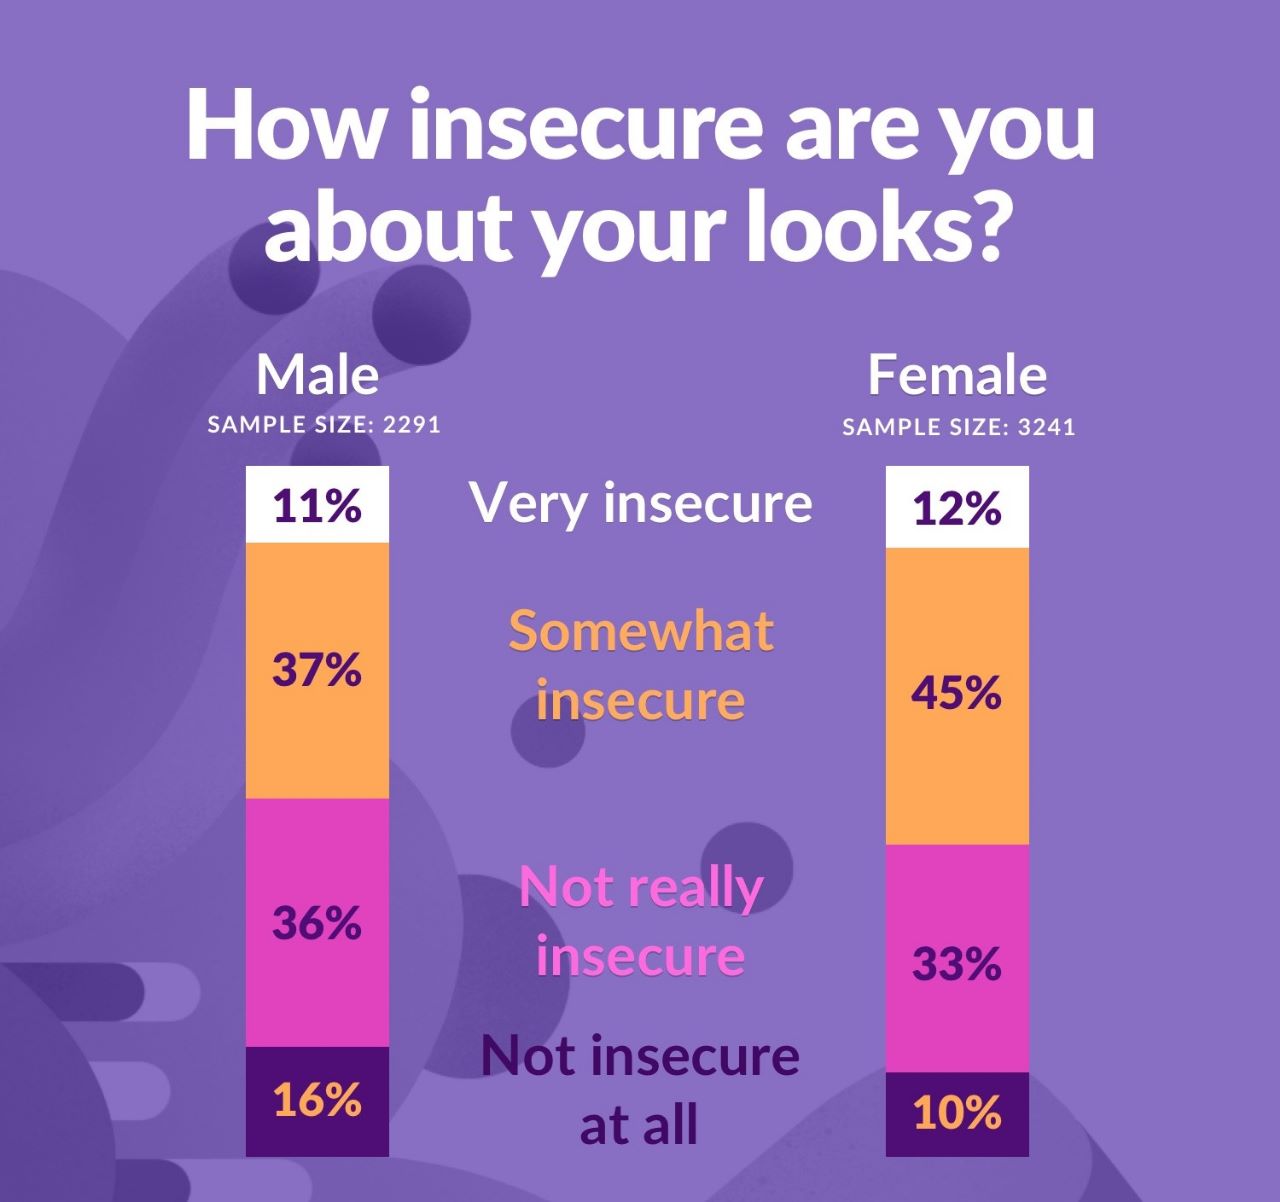 How insecure are you
about your looks?
Male
SAMPLE SIZE: 2291
Female
SAMPLE SIZE: 3241
11%
Very insecure
12%
37%
Somewhat
insecure
45%
36%
Not really
insecure
33%
16%
Not insecure
at all
10%